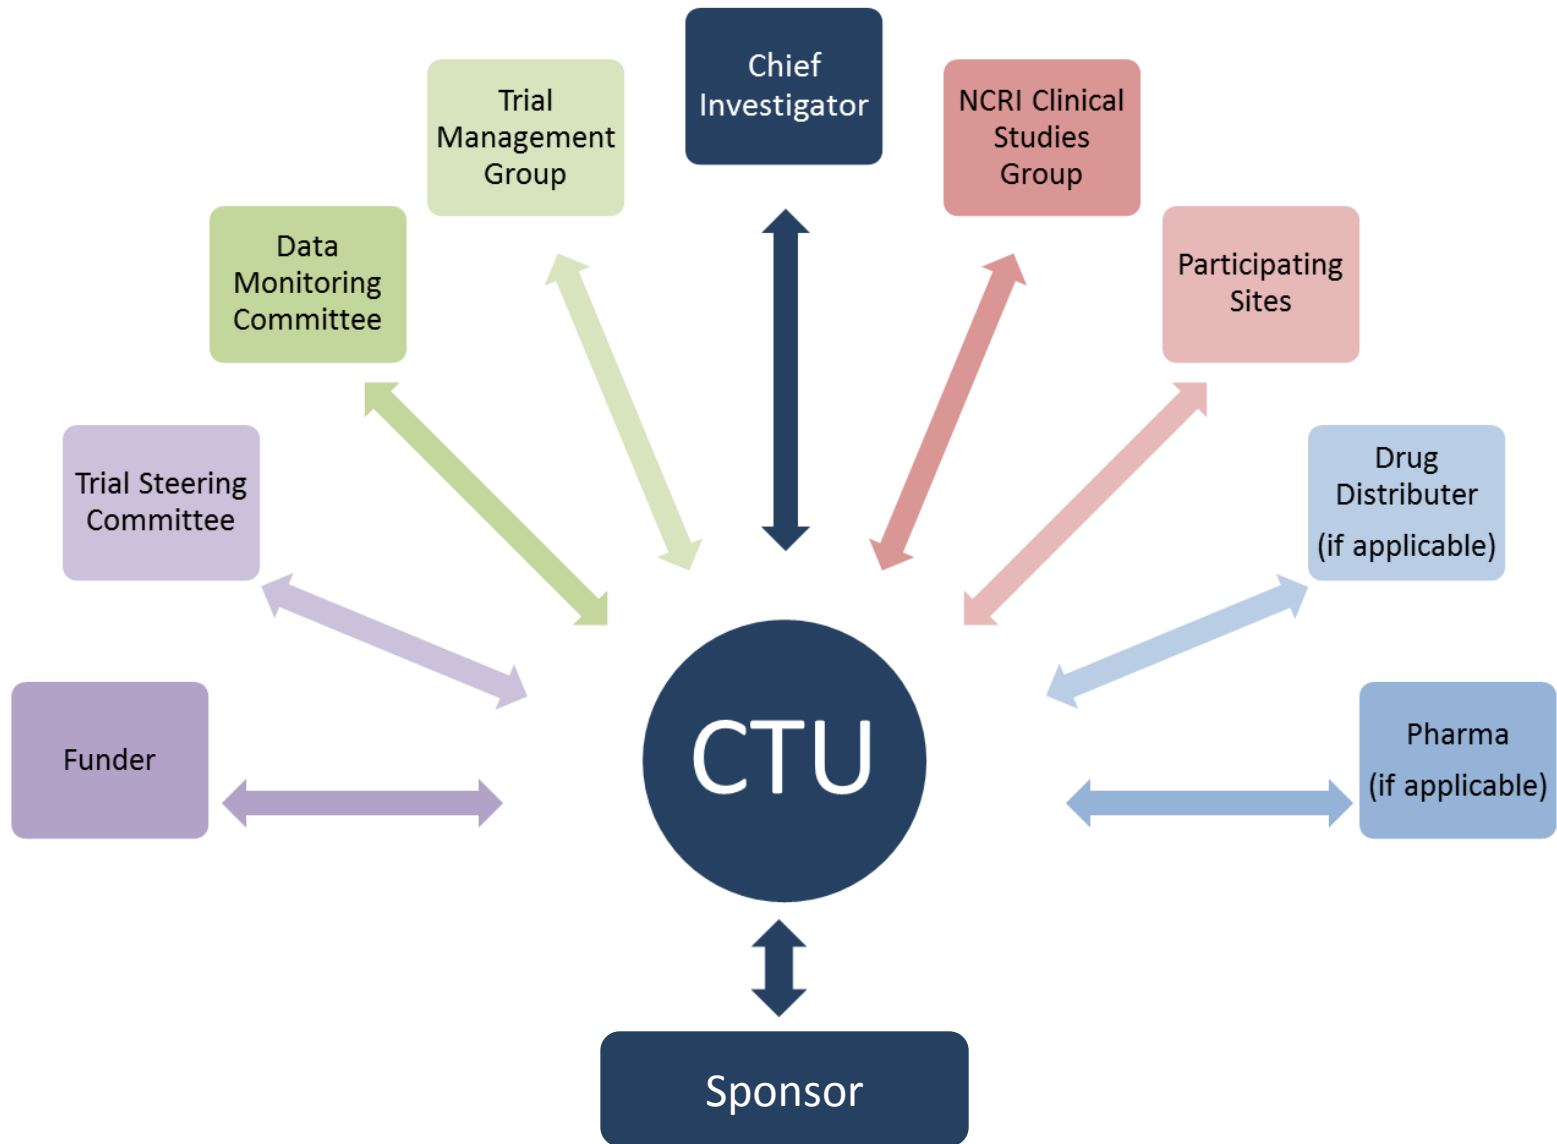 Chief
Investigator
Trial
Management
Group
NCRI Clinical
Studies
Group
Data
Monitoring
Committee
Participating
Sites
Trial Steering
Committee
Drug
Distributer
(if applicable)
Funder
CTU
Pharma
(if applicable)
Sponsor